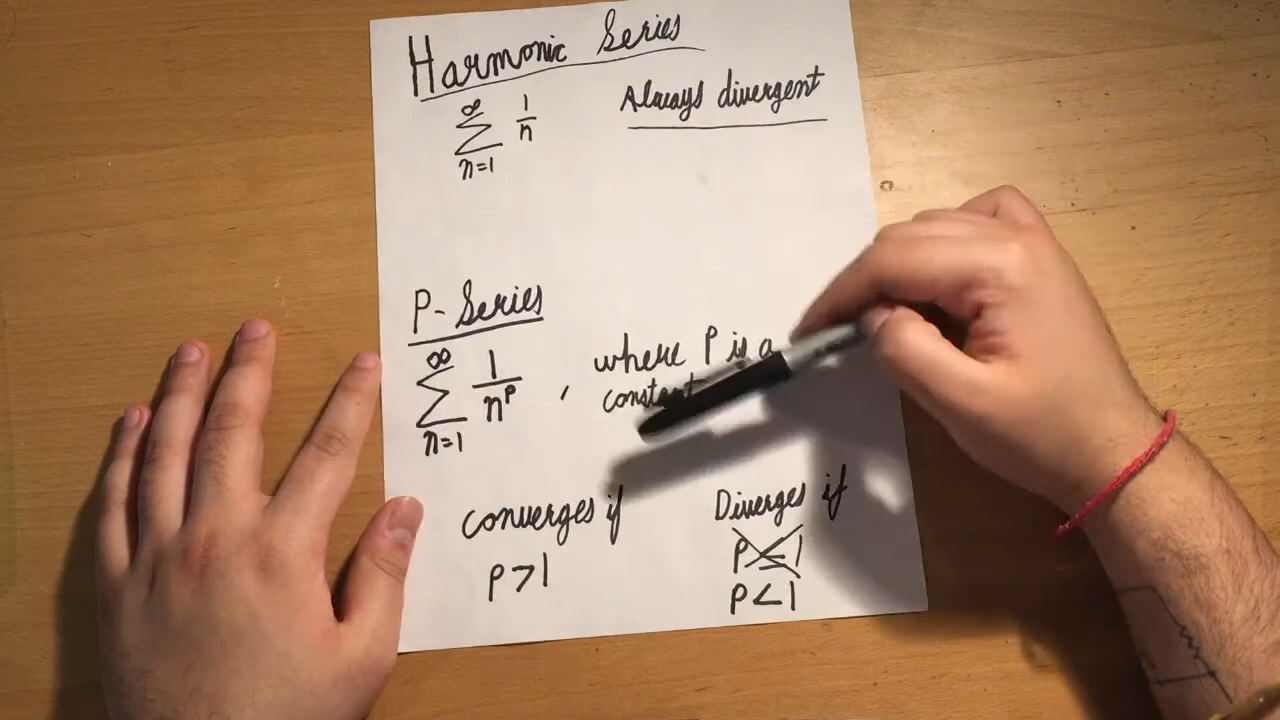 Harmonic Series
∞
∑ 1/n
n=1
Always divergent
P- Series
∞
∑ 1/n^p ,
n=1
where P is a
constant
Converges if
P > 1
Diverges if
P ≤ 1
P < 1